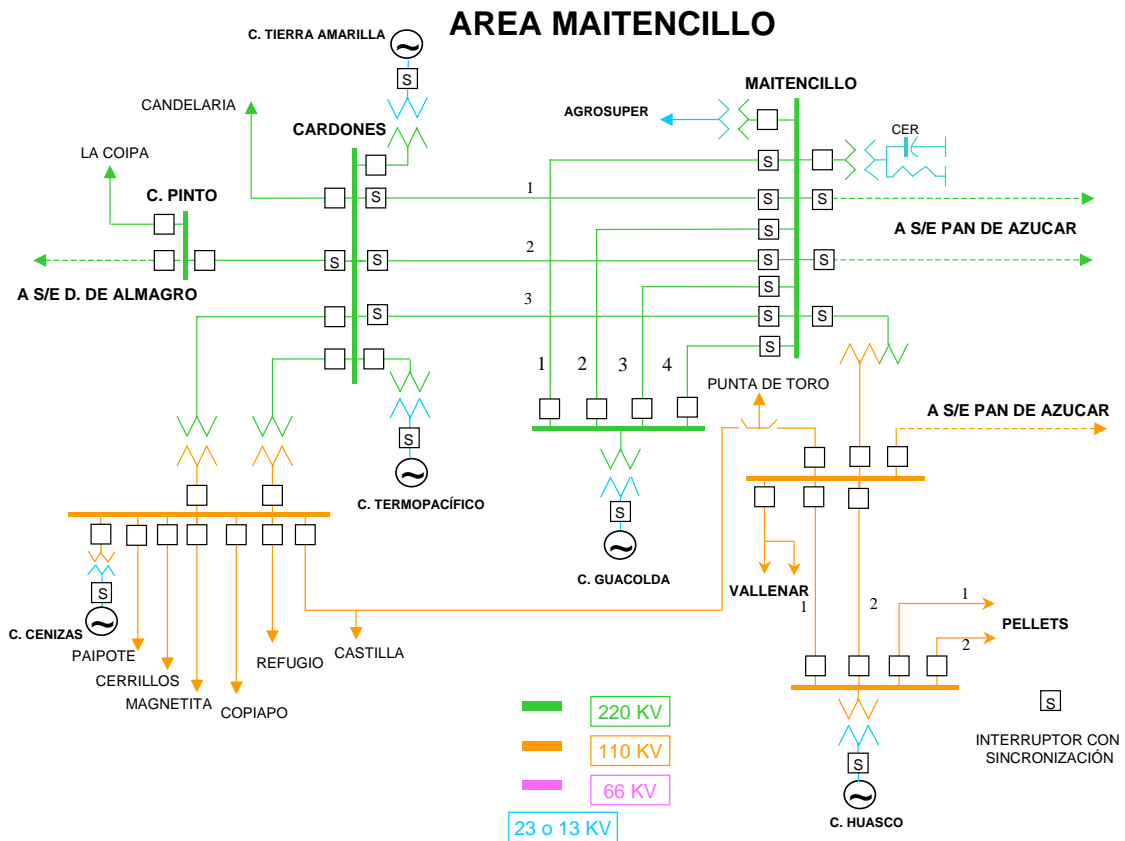 AREA MAITENCILLO
C. TIERRA AMARILLA
S
MAITENCILLO
CANDELARIA
AGROSUPER
CER
CARDONES
LA COIPA
S
1
C. PINTO
S
S
S
A S/E PAN DE AZUCAR
S
2
S
S
S
S
A S/E D. DE ALMAGRO
S
3
S
S
S
1
2
3
4
S
PUNTA DE TORO
A S/E PAN DE AZUCAR
S
C. TERMOPACÍFICO
S
C. GUACOLDA
S
C. CENIZAS
PAIPOTE
CERRILLOS
MAGNETITA
COPIAPO
REFUGIO
CASTILLA
VALLENAR
1
2
1
PELLETS
2
220 KV
110 KV
66 KV
23 o 13 KV
S
INTERRUPTOR CON
SINCRONIZACIÓN
S
C. HUASCO